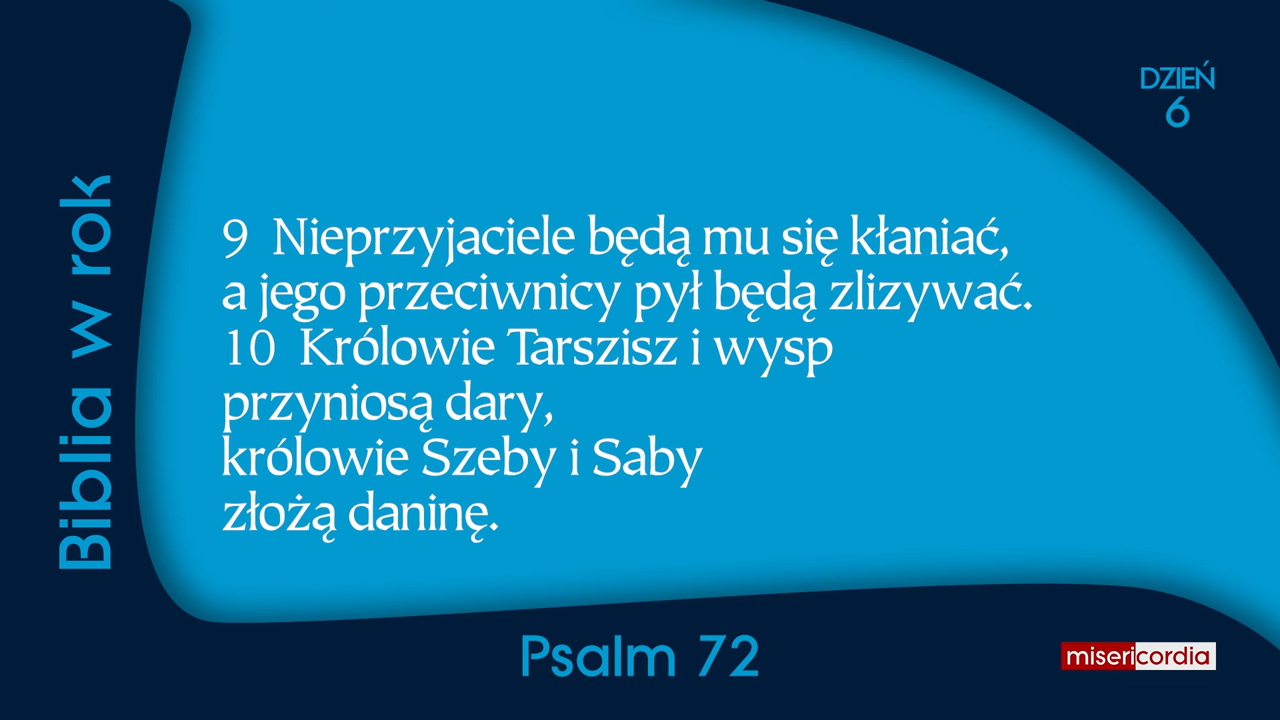 DZIEŃ
6
Biblia w rok
9 Nieprzyjaciele będą mu się kłaniać,
a jego przeciwnicy pył będą zlizywać.
10 Królowie Tarszisz i wysp
przyniosą dary,
królowie Szeby i Saby
złożą daninę.
Psalm 72
misericordia